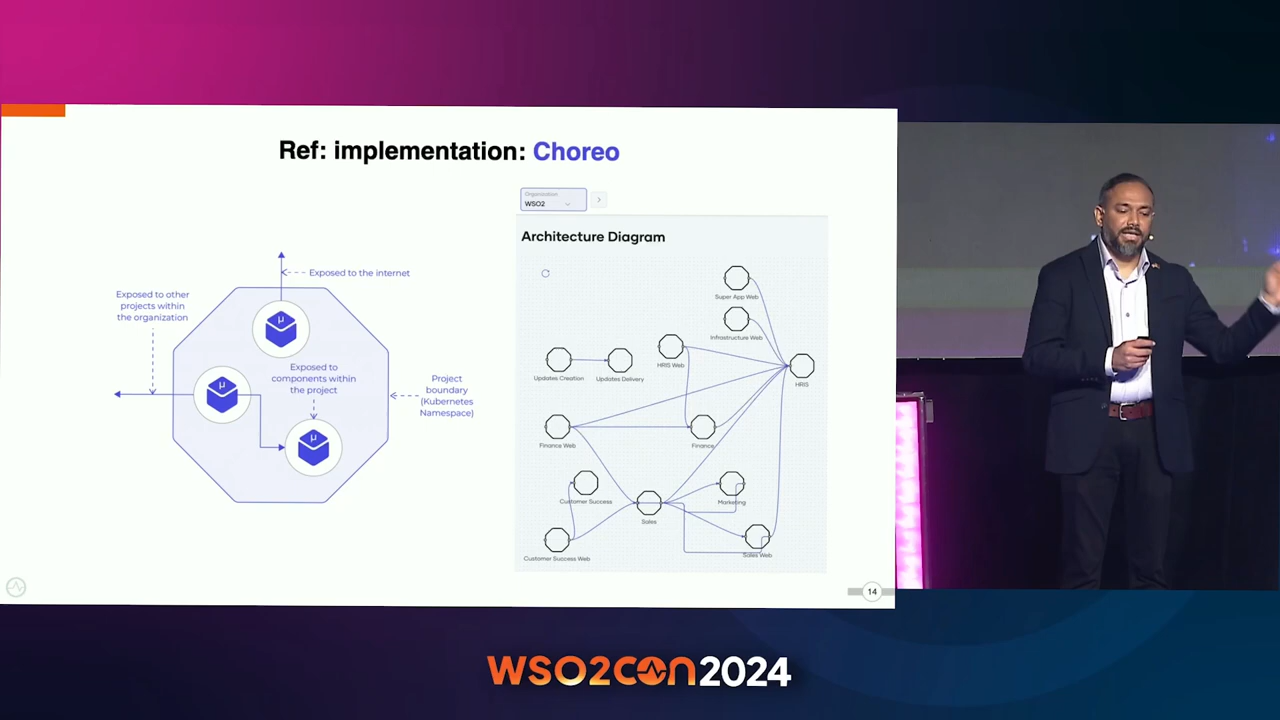 Ref: implementation: Choreo
Exposed to the internet
Exposed to other
projects within
the organization
µ
µ
Exposed to
components within
the project
µ
Project
boundary
(Kubernetes
Namespace)
Organization
WSO2
Architecture Diagram
Super App Web
Infrastructure Web
HRIS Web
HRIS
Updates Creation
Updates Delivery
Finance Web
Finance
Customer Success
Marketing
Sales
Sales Web
Customer Success Web
14
WSO2CON2024